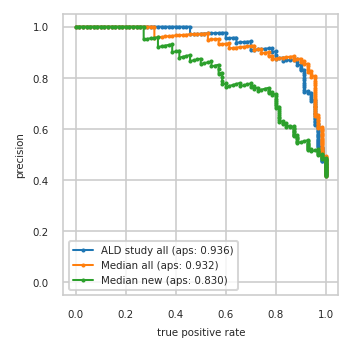 1.0
0.8
0.6
0.4
0.2
0.0
precision
ALD study all (aps: 0.936)
Median all (aps: 0.932)
Median new (aps: 0.830)
0.0 0.2 0.4 0.6 0.8 1.0
true positive rate